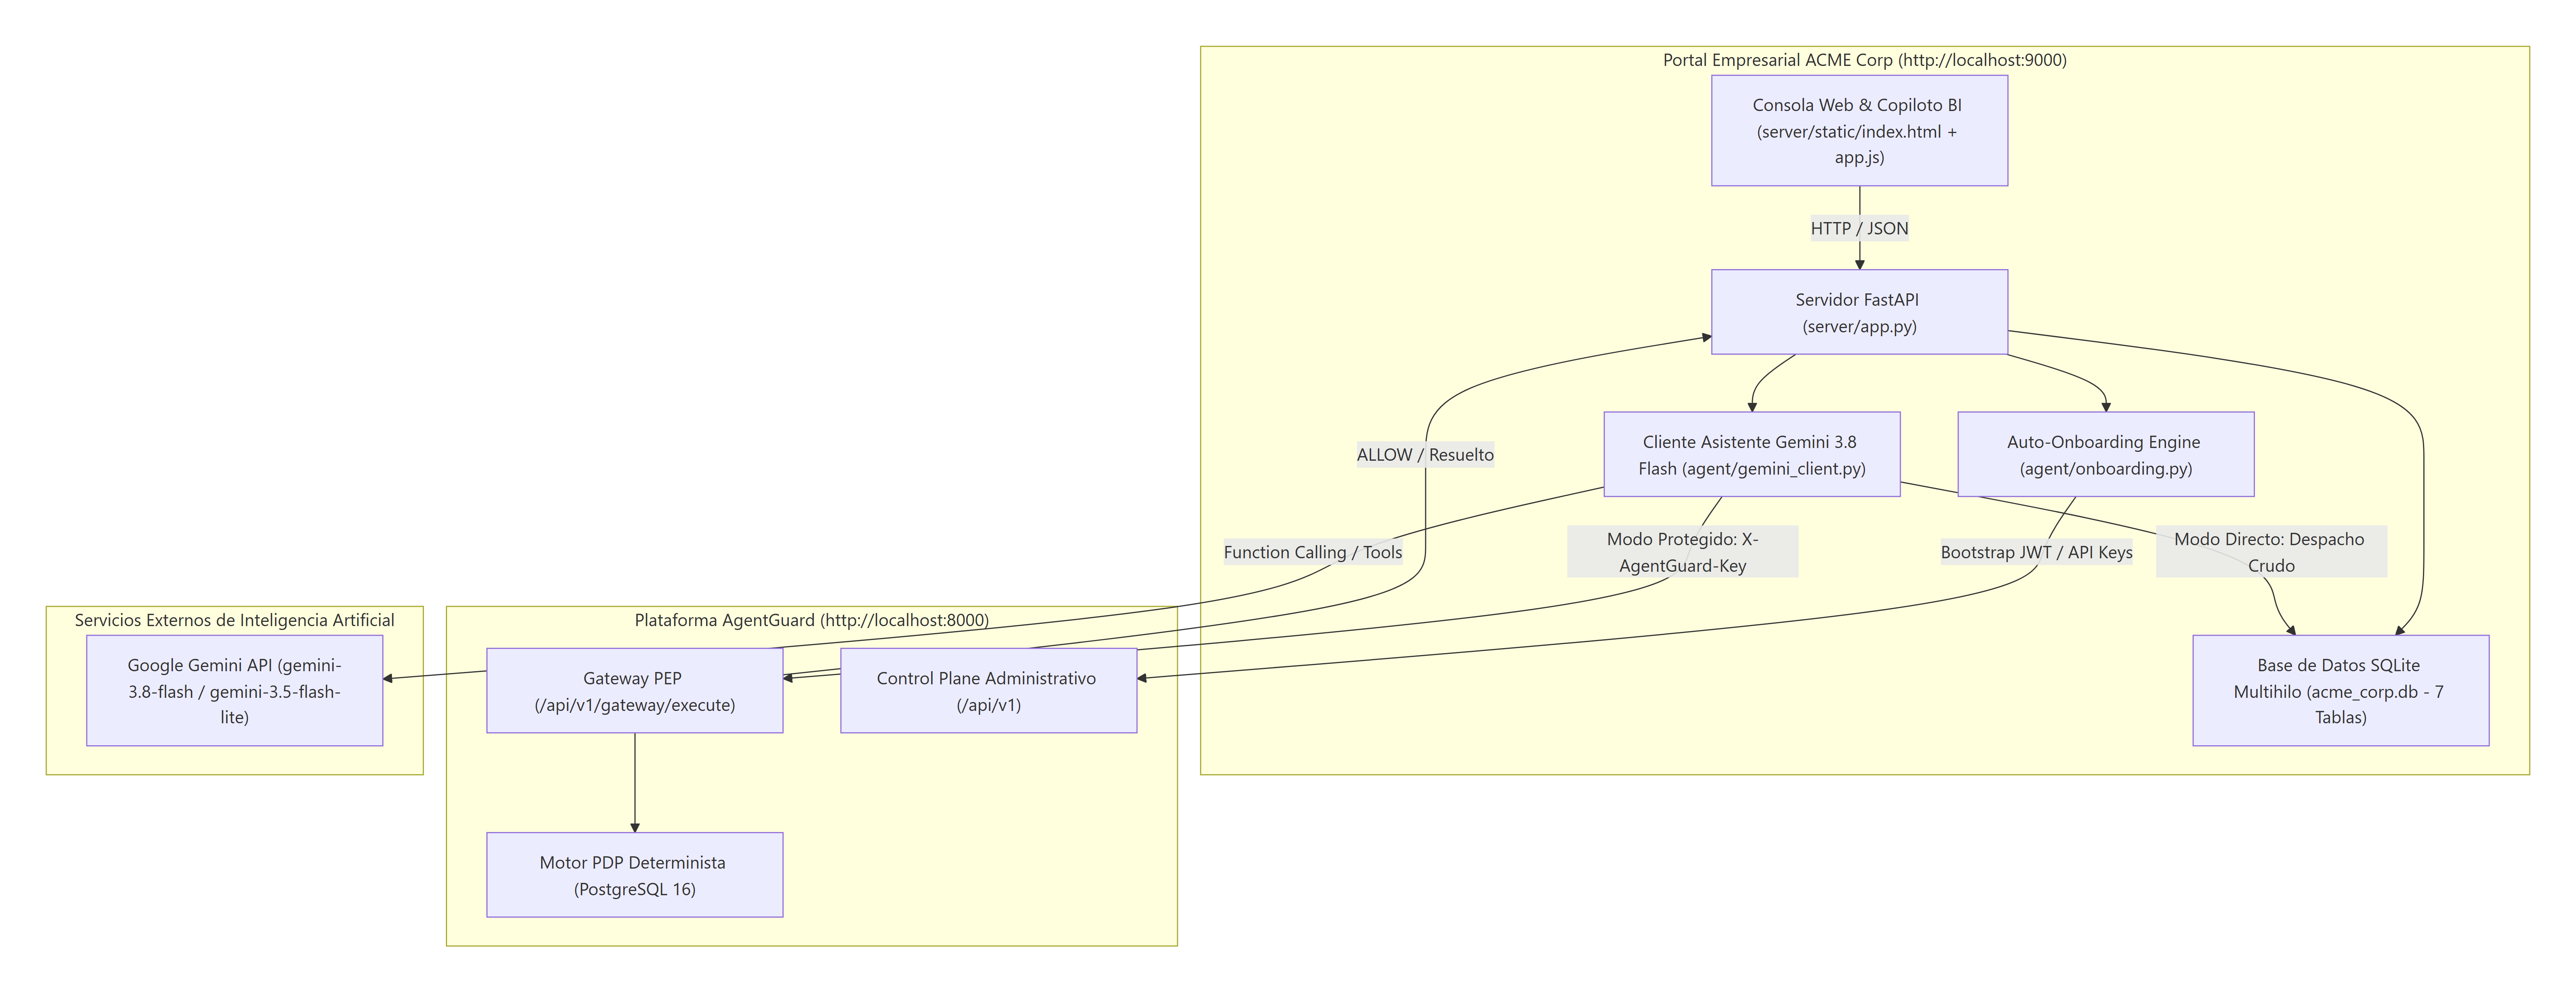 Portal Empresarial ACME Corp (http://localhost:9000)
Consola Web & Copiloto BI
(server/static/index.html +
app.js)
HTTP / JSON
Servidor FastAPI
(server/app.py)
Cliente Asistente Gemini 3.8
Flash (agent/gemini_client.py)
Auto-Onboarding Engine
(agent/onboarding.py)
ALLOW / Resuelto
Function Calling / Tools
Modo Protegido: X-
AgentGuard-Key
Bootstrap JWT / API Keys
Modo Directo: Despacho
Crudo
Servicios Externos de Inteligencia Artificial
Google Gemini API (gemini-
3.8-flash / gemini-3.5-flash-
lite)
Plataforma AgentGuard (http://localhost:8000)
Gateway PEP
(/api/v1/gateway/execute)
Control Plane Administrativo
(/api/v1)
Base de Datos SQLite
Multihilo (acme_corp.db - 7
Tablas)
Motor PDP Determinista
(PostgreSQL 16)